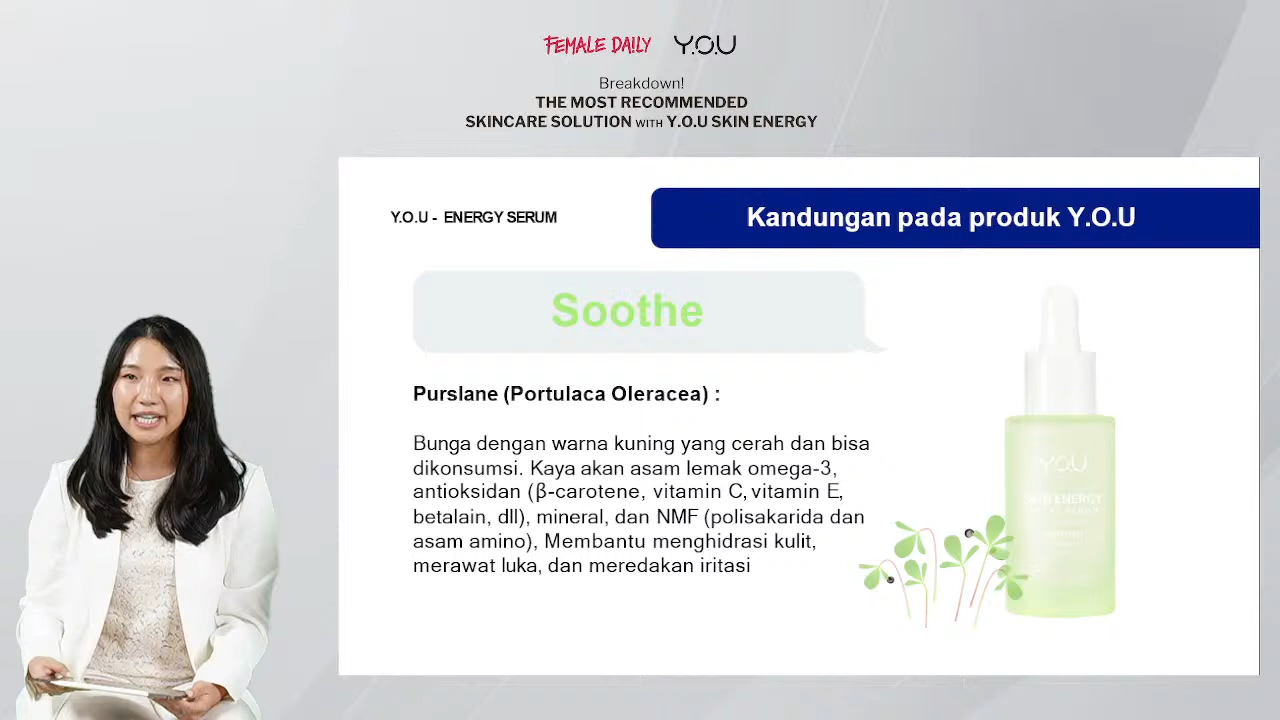 FEMALE DAILY Y.O.U
Breakdown!
THE MOST RECOMMENDED
SKINCARE SOLUTION WITH Y.O.U SKIN ENERGY
Y.O.U - ENERGY SERUM
Kandungan pada produk Y.O.U
Soothe
Purslane (Portulaca Oleracea) :
Bunga dengan warna kuning yang cerah dan bisa
dikonsumsi. Kaya akan asam lemak omega-3,
antioksidan (β-carotene, vitamin C, vitamin E,
betalain, dll), mineral, dan NMF (polisakarida dan
asam amino), Membantu menghidrasi kulit,
merawat luka, dan meredakan iritasi
Y.O.U
SKIN ENERGY